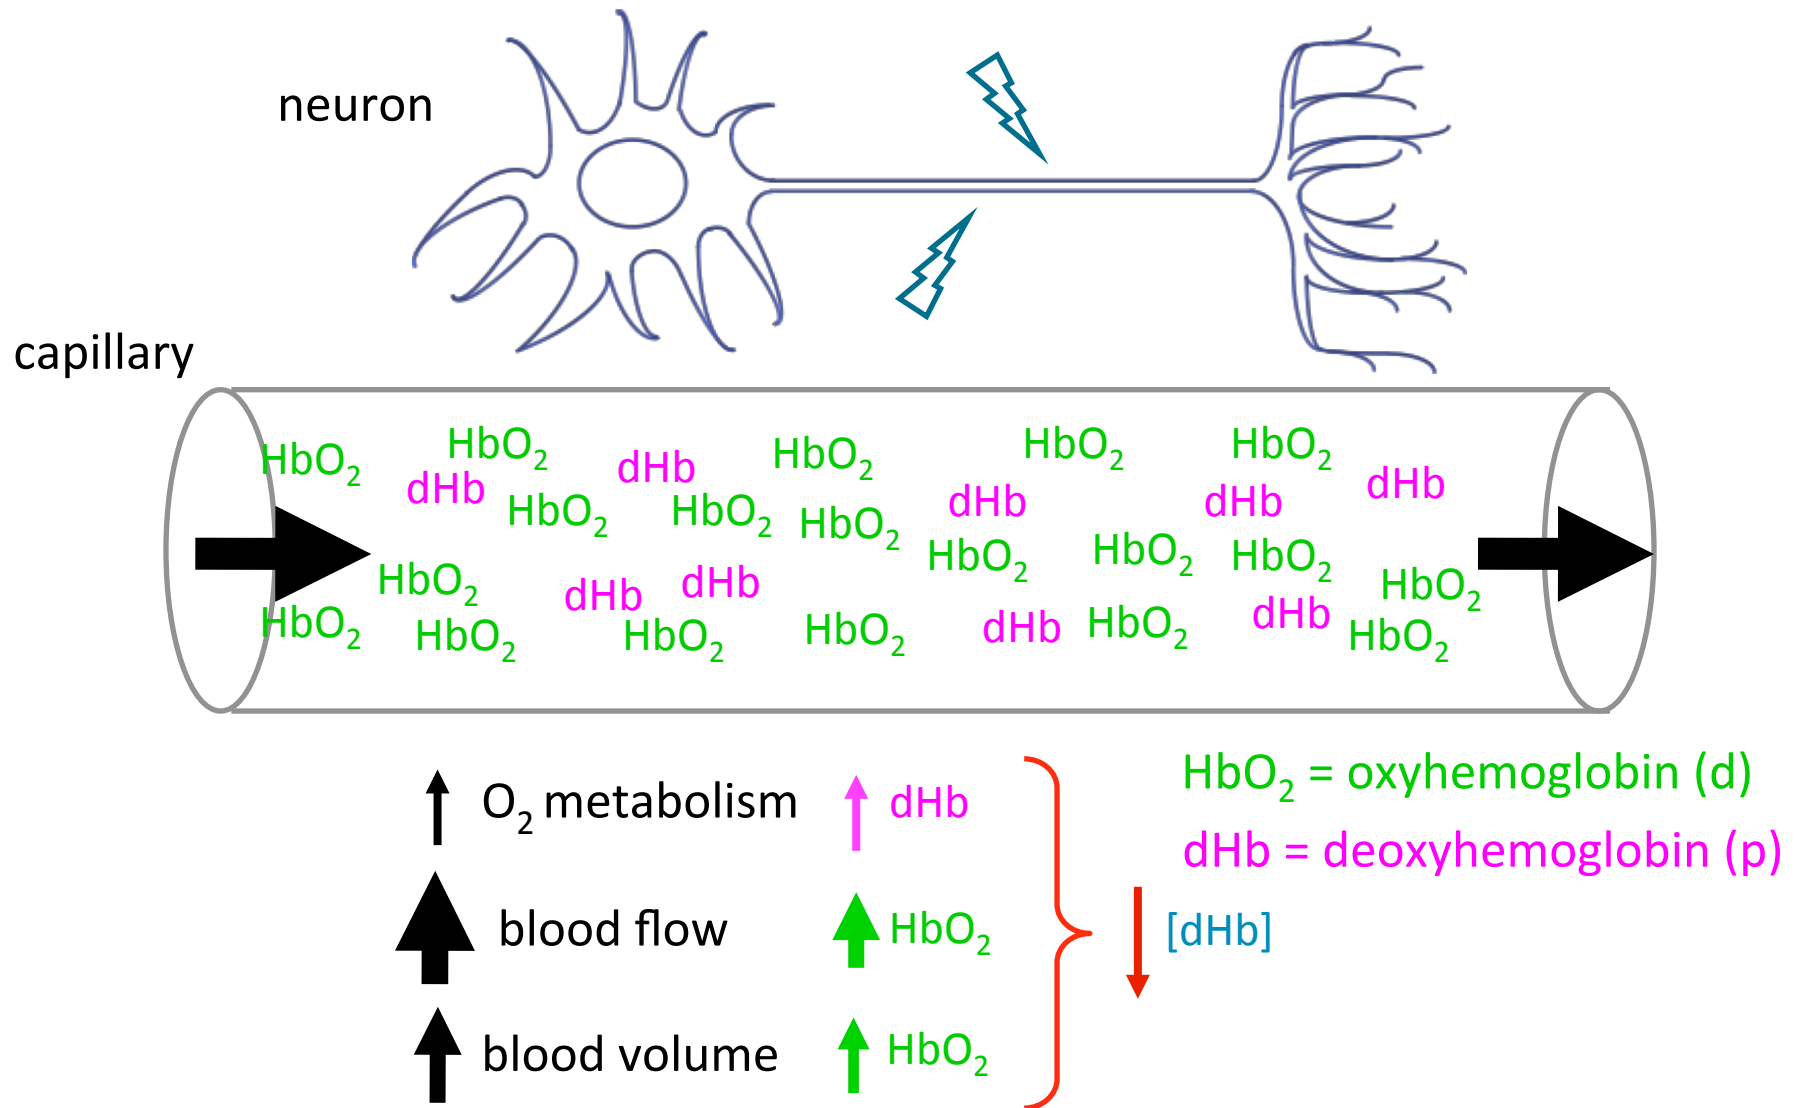 neuron
capillary
HbO2 HbO2 dHb HbO2 HbO2 HbO2
dHb dHb dHb dHb
HbO2 HbO2 HbO2
HbO2 HbO2 HbO2
HbO2 dHb dHb HbO2
HbO2 dHb dHb HbO2 HbO2
HbO2 HbO2 HbO2 HbO2
O2 metabolism dHb
blood flow HbO2
blood volume HbO2
HbO2 = oxyhemoglobin (d)
dHb = deoxyhemoglobin (p)
[dHb]